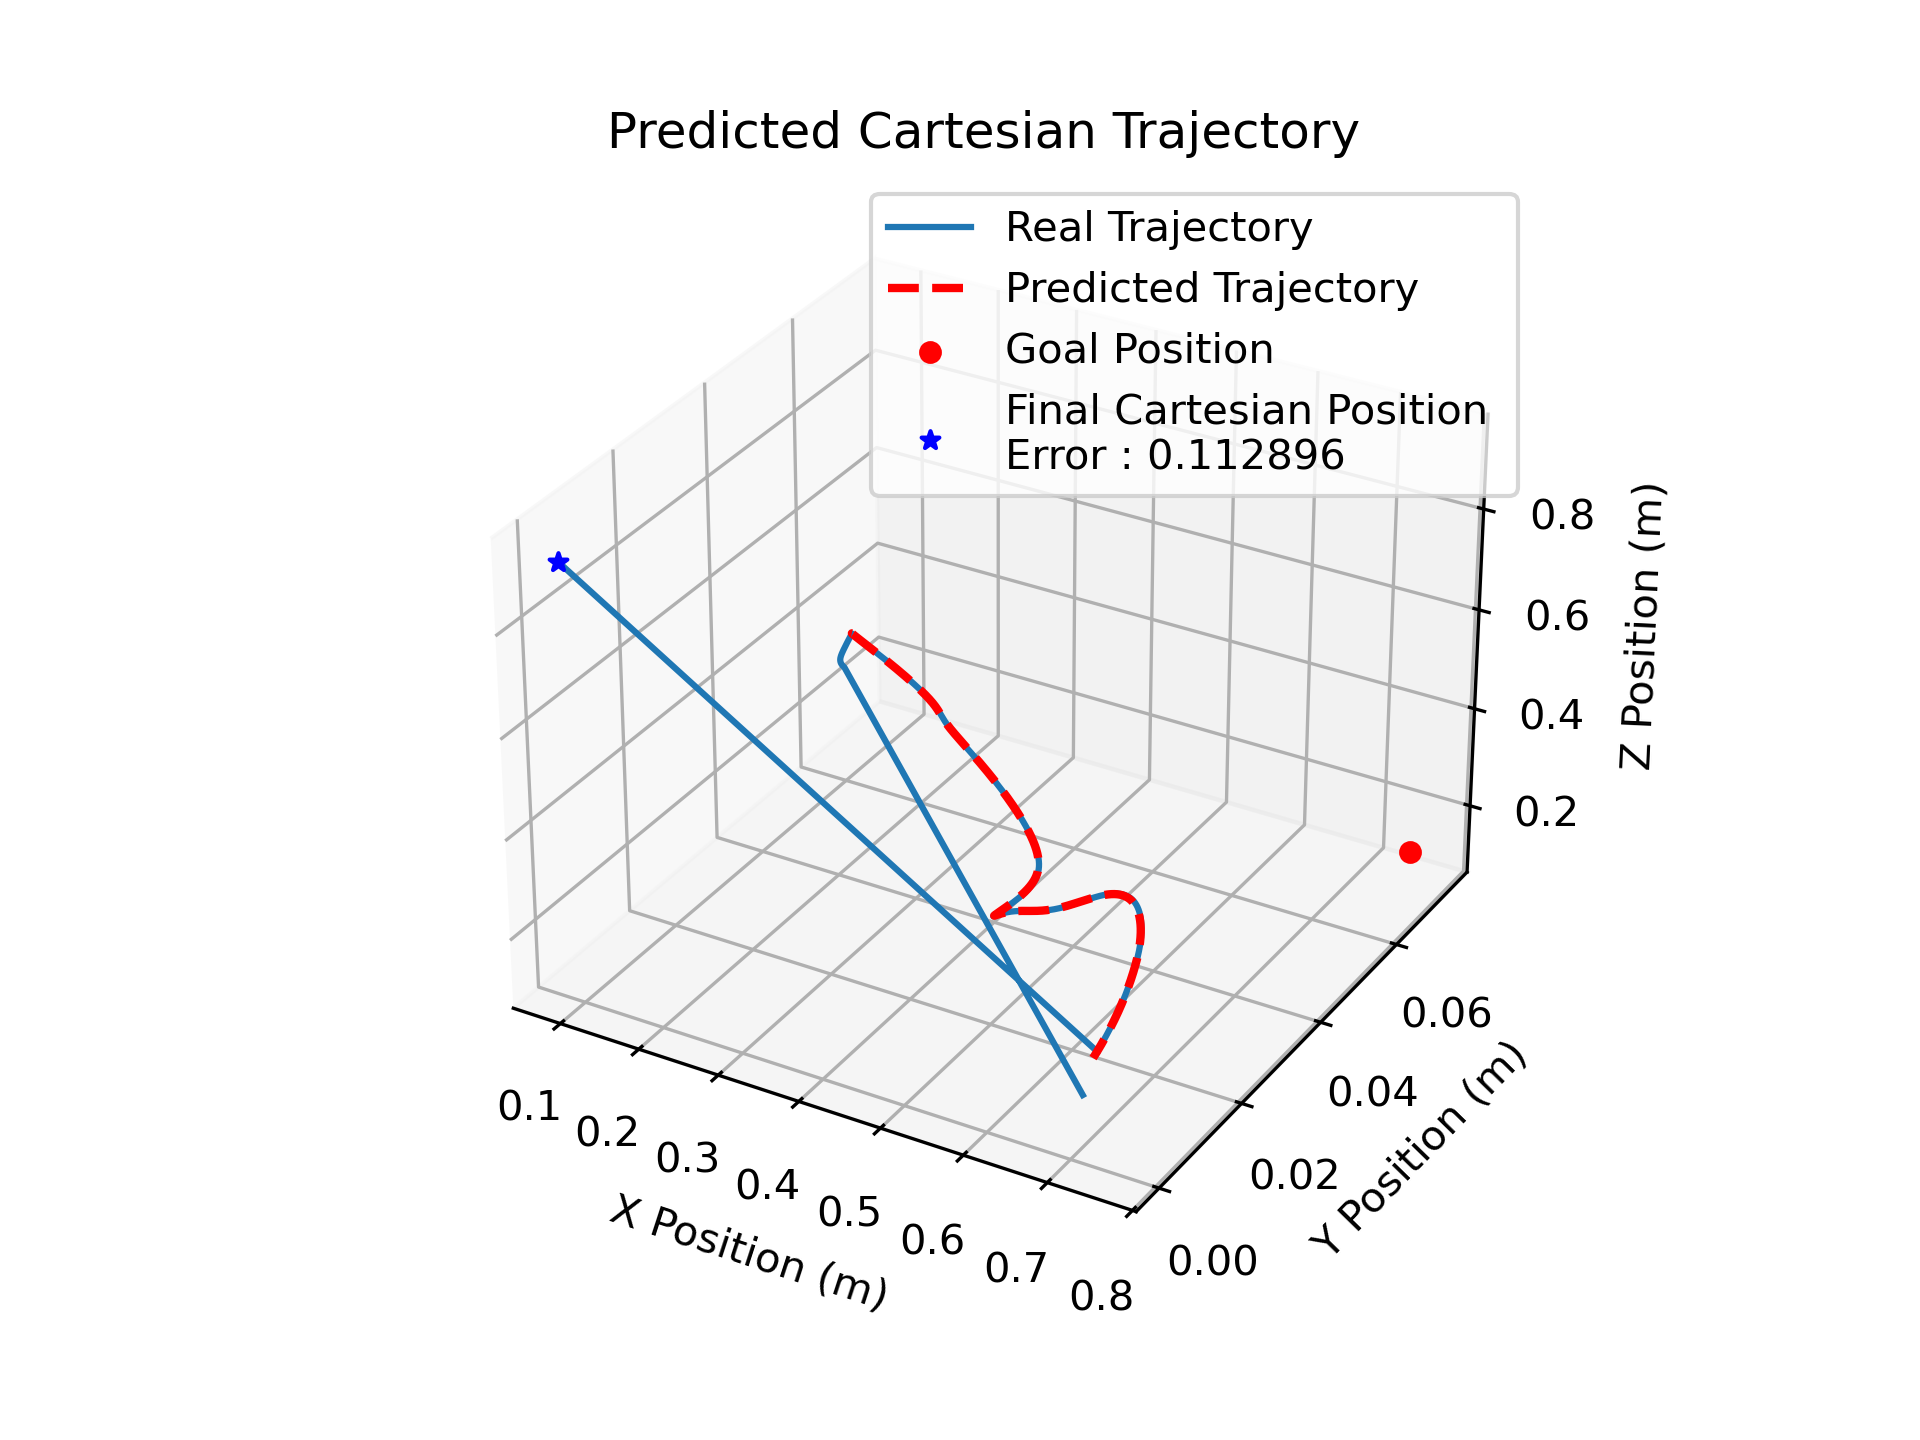 Predicted Cartesian Trajectory
Real Trajectory
Predicted Trajectory
Goal Position
Final Cartesian Position
Error : 0.112896
0.8
0.6
0.4
0.2
Z Position (m)
0.06
0.04
0.02
0.00
Y Position (m)
0.1
0.2
0.3
0.4
0.5
0.6
0.7
0.8
X Position (m)